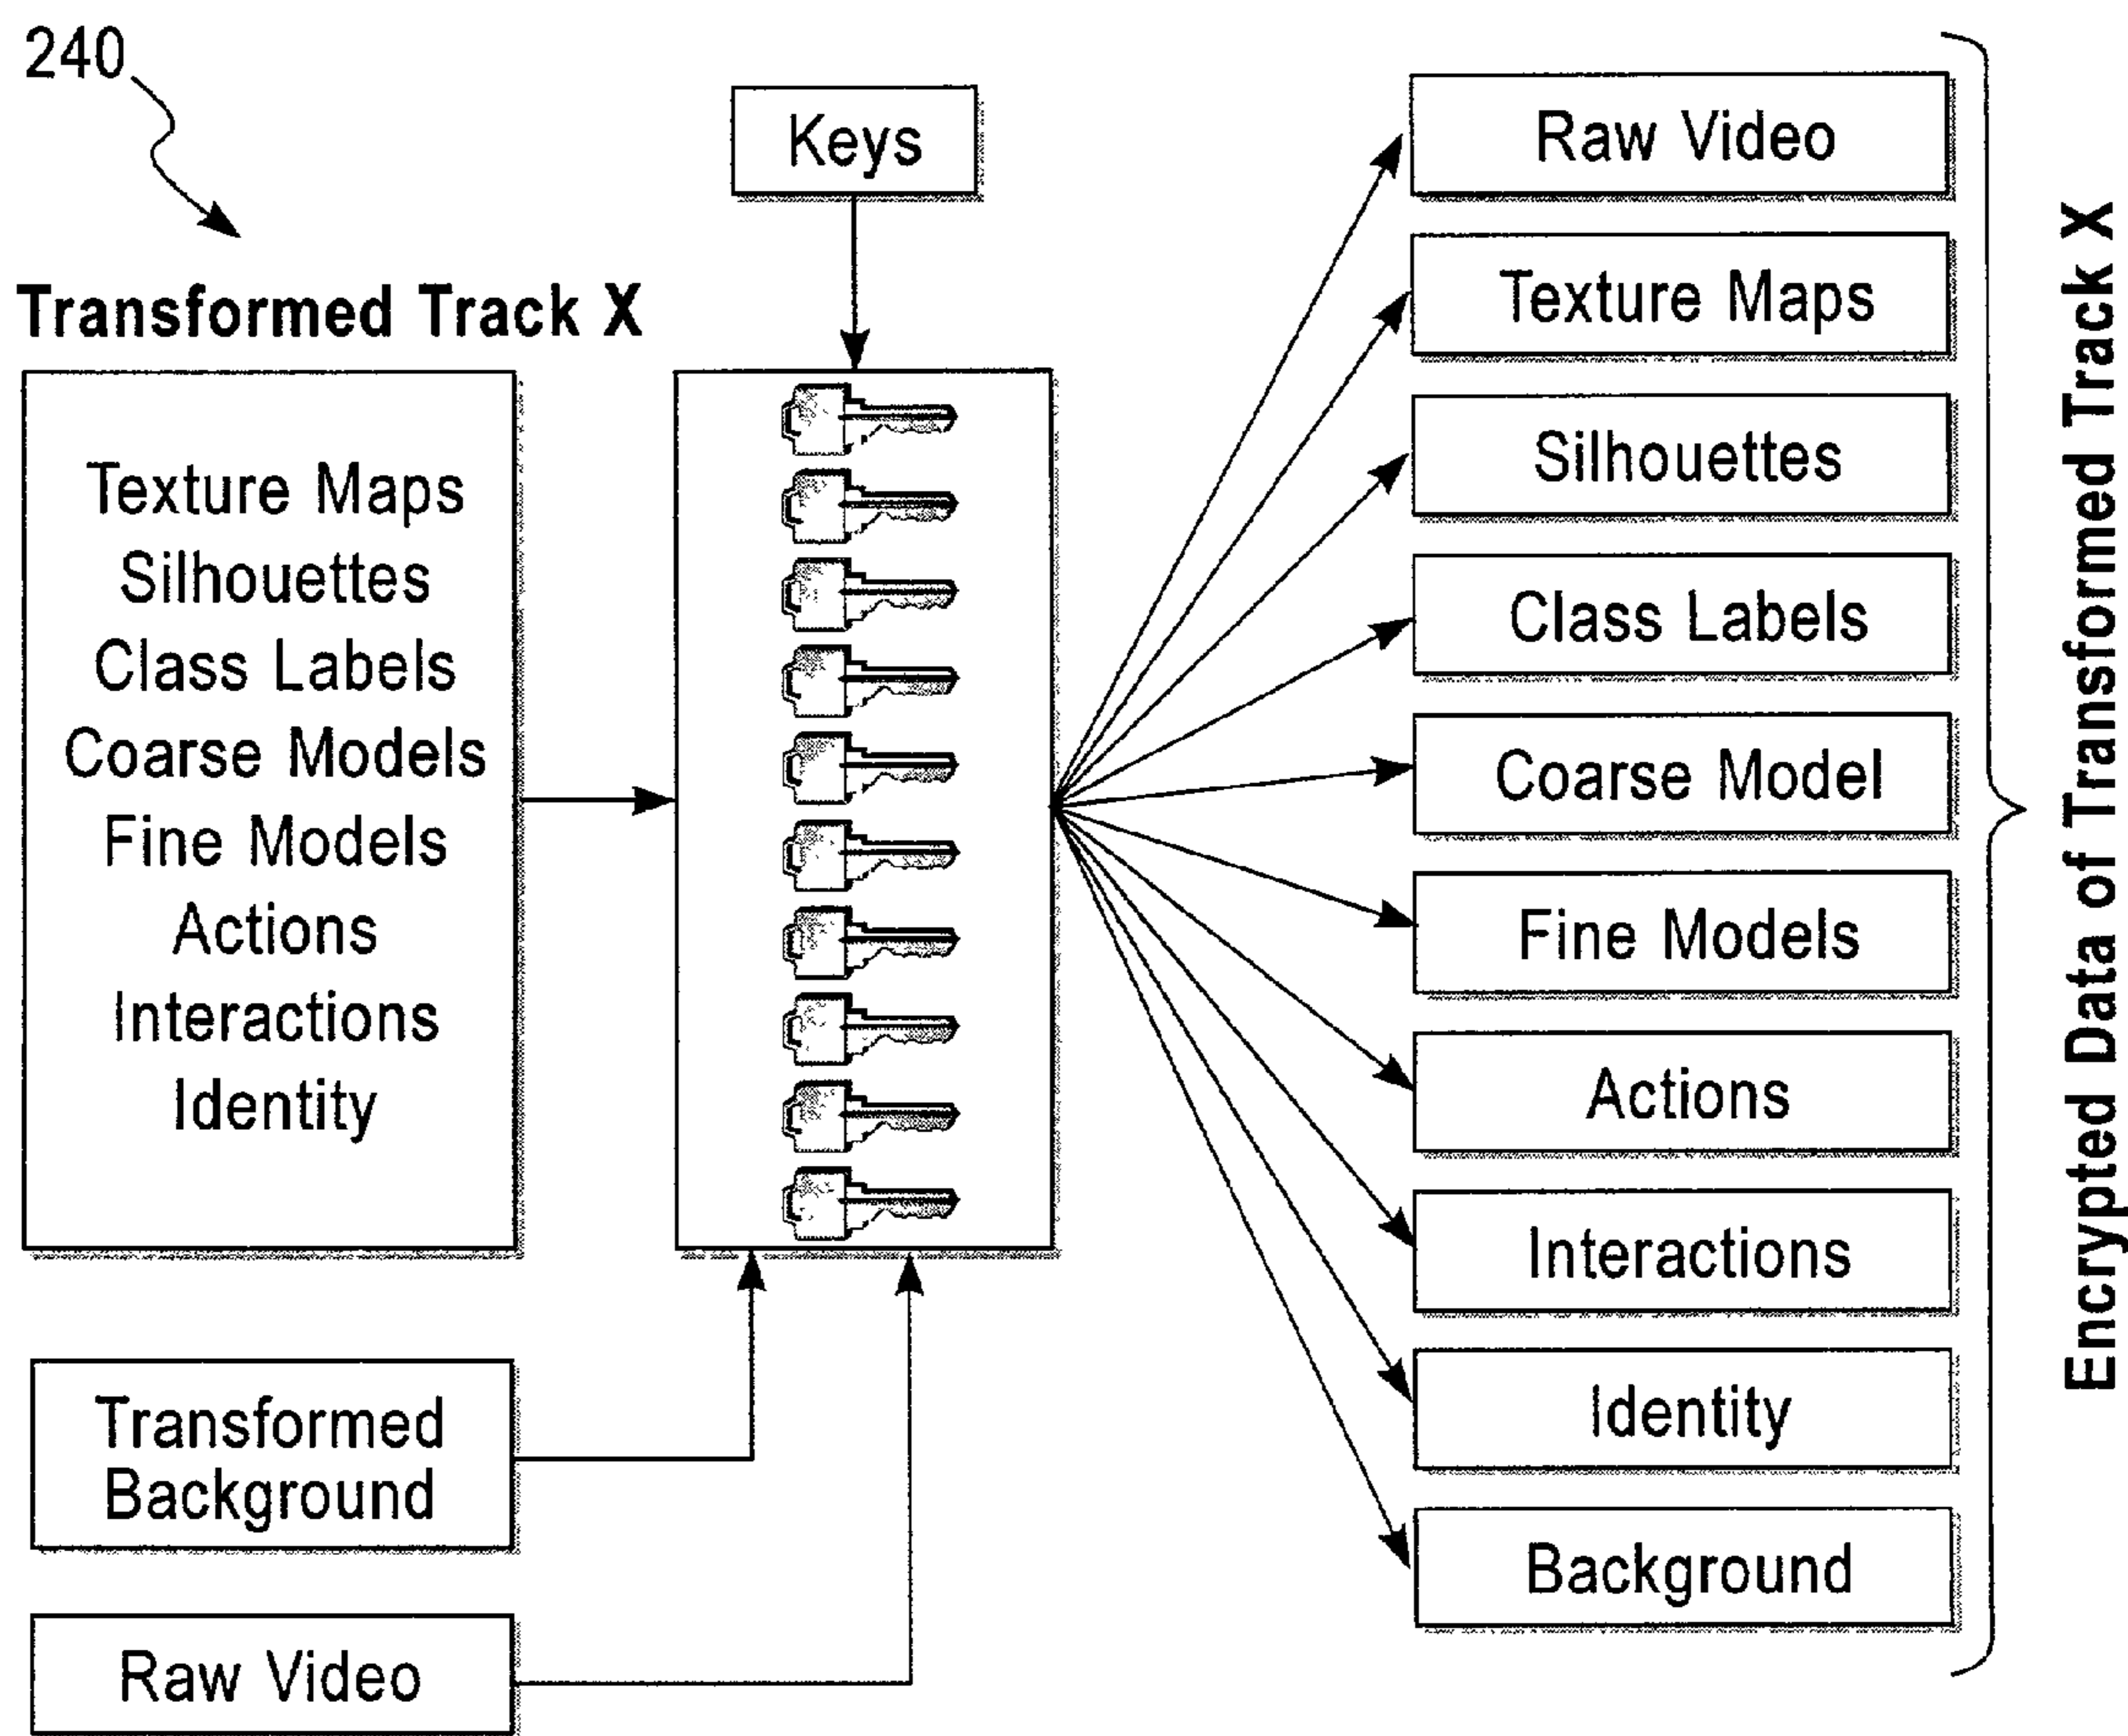 240
Keys
Transformed Track X
Texture Maps
Silhouettes
Class Labels
Coarse Models
Fine Models
Actions
Interactions
Identity
Transformed
Background
Raw Video
Raw Video
Texture Maps
Silhouettes
Class Labels
Coarse Model
Fine Models
Actions
Interactions
Identity
Background
Encrypted Data of Transformed Track X